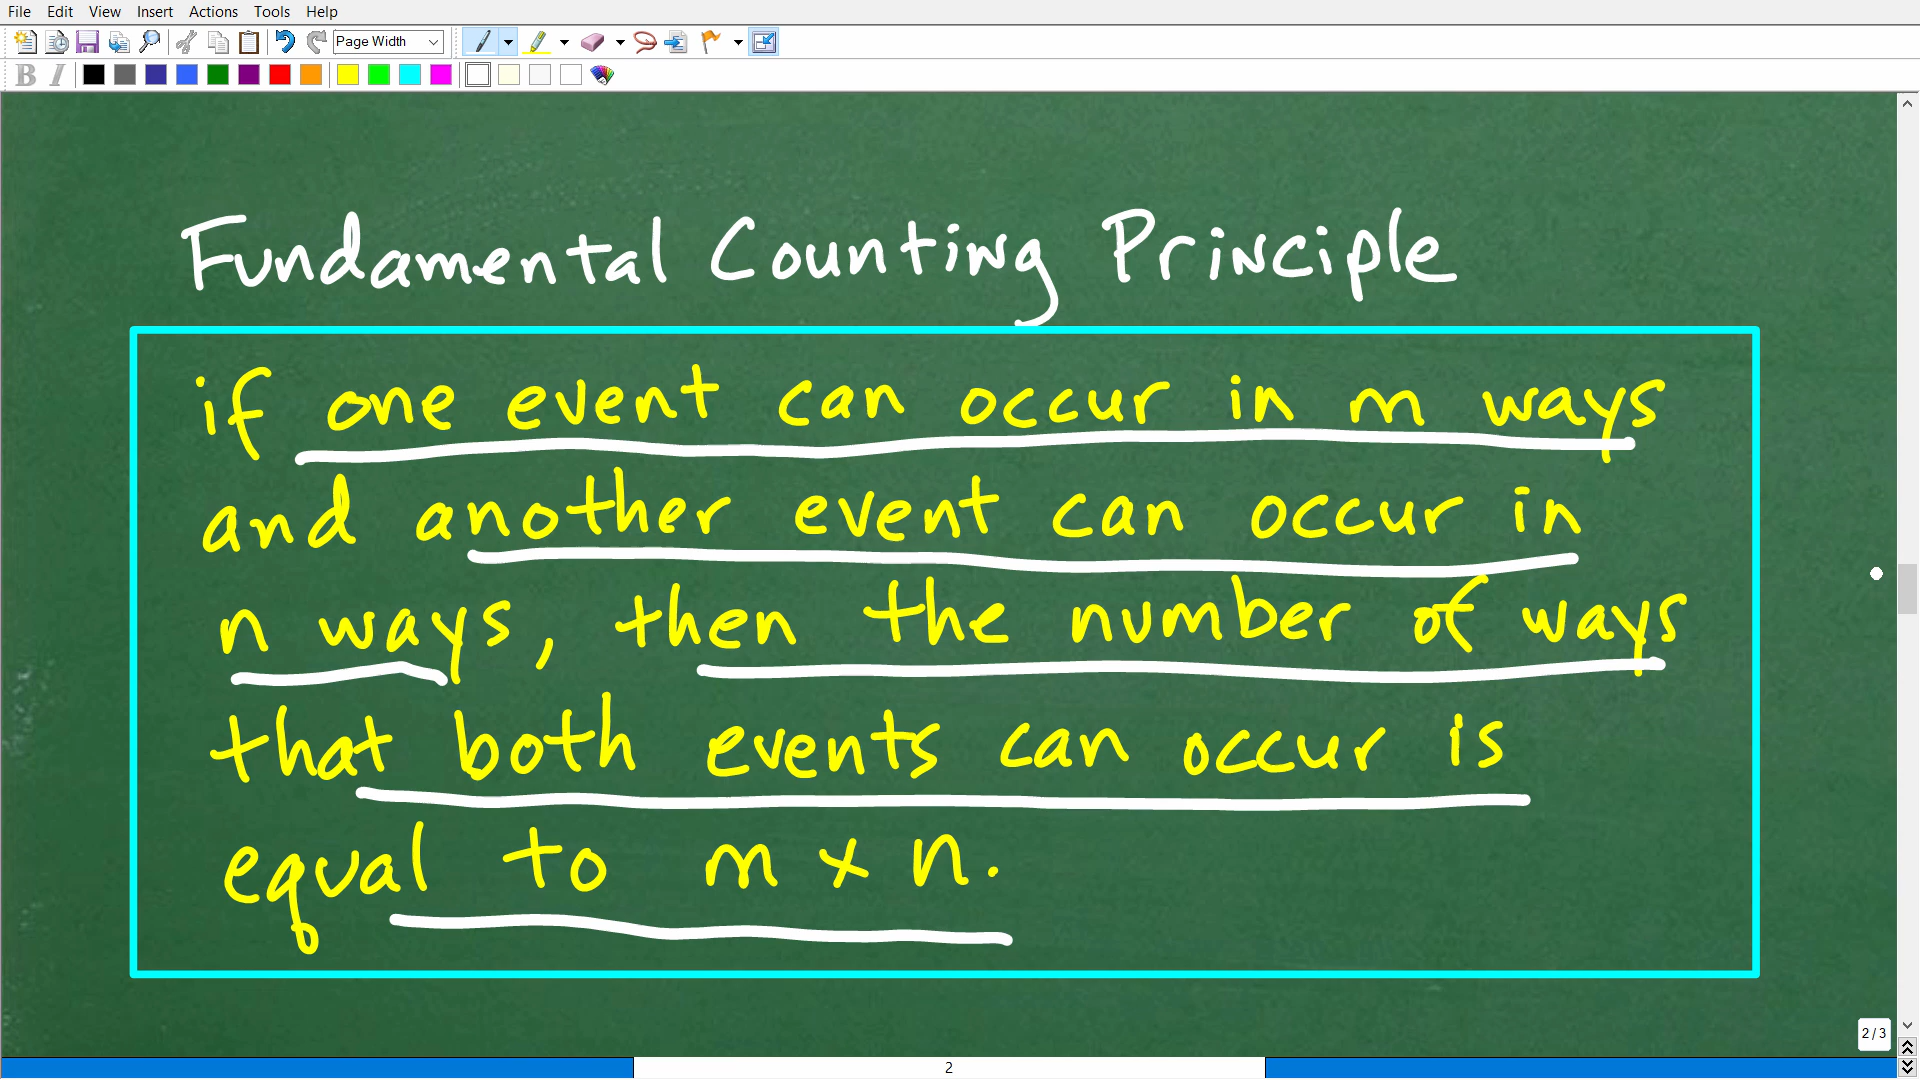 File Edit View Insert Actions Tools Help
Page Width
B I
Fundamental Counting Principle
if one event can occur in m ways
and another event can occur in
n ways, then the number of ways
that both events can occur is
equal to m x n.
2 / 3
2